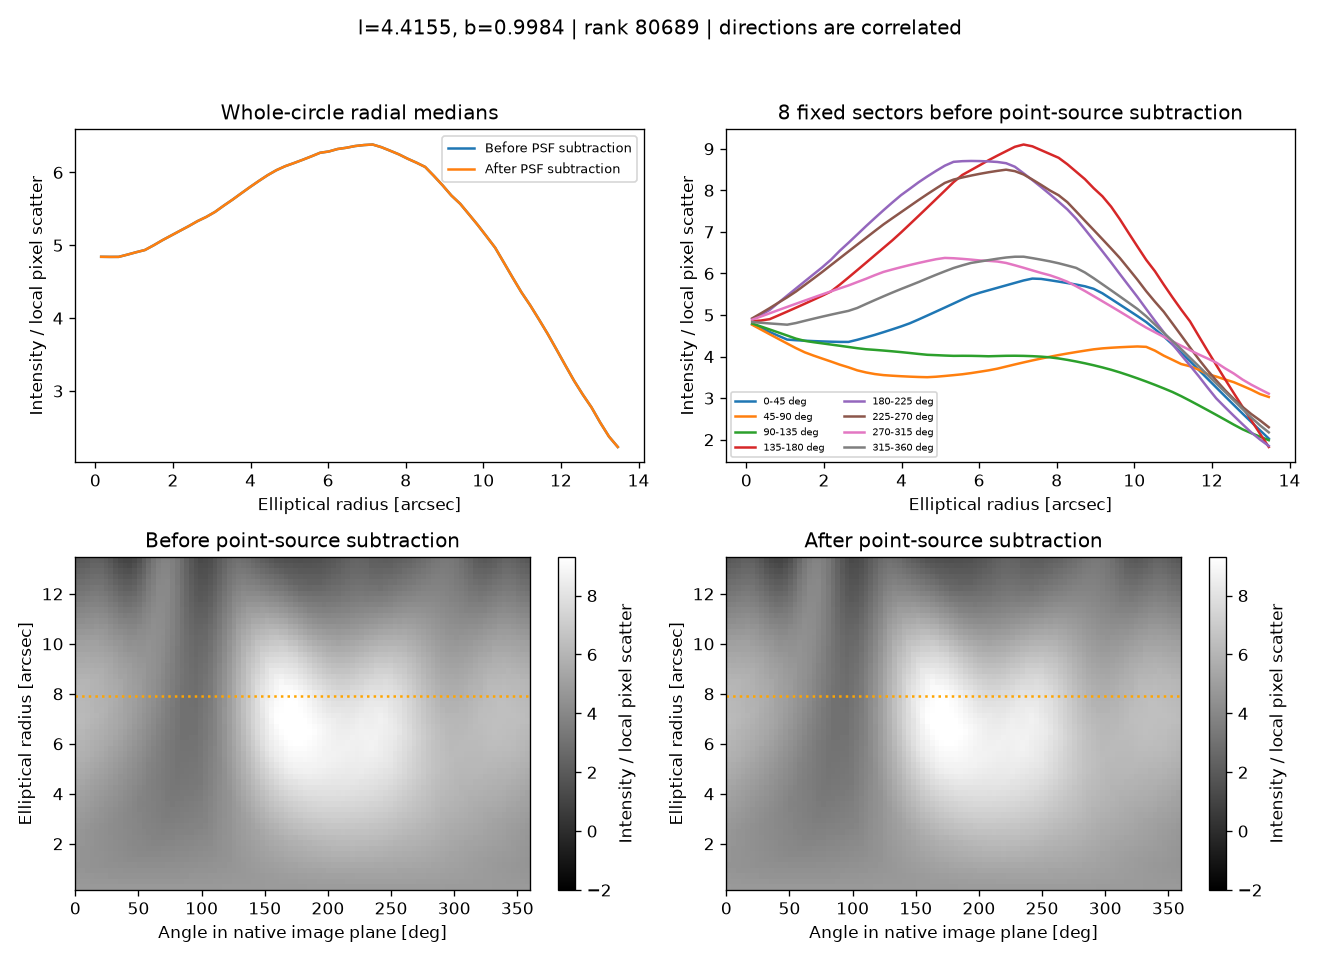 l=4.4155, b=0.9984 | rank 80689 | directions are correlated
Whole-circle radial medians
Before PSF subtraction
After PSF subtraction
Intensity / local pixel scatter
6
5
4
3
0 2 4 6 8 10 12 14
Elliptical radius [arcsec]
8 fixed sectors before point-source subtraction
Intensity / local pixel scatter
9
8
7
6
5
4
3
2
0-45 deg
45-90 deg
90-135 deg
135-180 deg
180-225 deg
225-270 deg
270-315 deg
315-360 deg
0 2 4 6 8 10 12 14
Elliptical radius [arcsec]
Before point-source subtraction
Elliptical radius [arcsec]
12
10
8
6
4
2
0 50 100 150 200 250 300 350
Angle in native image plane [deg]
8
6
4
2
0
−2
Intensity / local pixel scatter
After point-source subtraction
Elliptical radius [arcsec]
12
10
8
6
4
2
0 50 100 150 200 250 300 350
Angle in native image plane [deg]
8
6
4
2
0
−2
Intensity / local pixel scatter